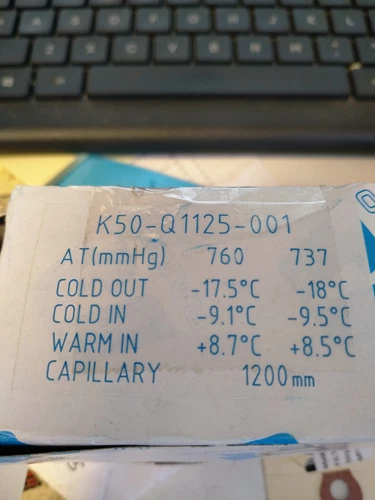 K50-Q1125-001
AT(mmHg) 760 737
COLD OUT -17.5°C -18°C
COLD IN -9.1°C -9.5°C
WARM IN +8.7°C +8.5°C
CAPILLARY 1200mm